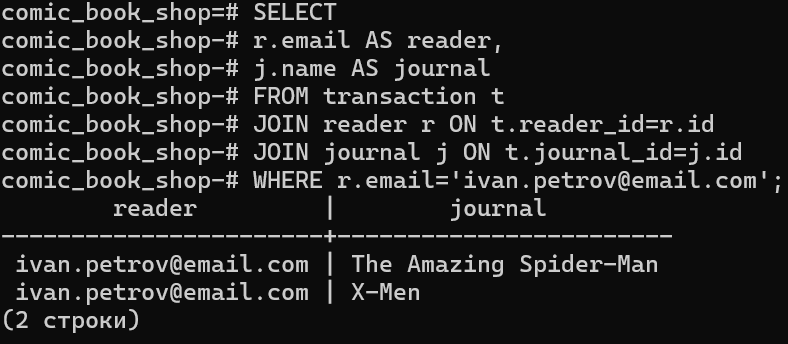 comic_book_shop=# SELECT
comic_book_shop-# r.email AS reader,
comic_book_shop-# j.name AS journal
comic_book_shop-# FROM transaction t
comic_book_shop-# JOIN reader r ON t.reader_id=r.id
comic_book_shop-# JOIN journal j ON t.journal_id=j.id
comic_book_shop-# WHERE r.email='ivan.petrov@email.com';
        reader         |        journal
-----------------------+------------------------
 ivan.petrov@email.com | The Amazing Spider-Man
 ivan.petrov@email.com | X-Men
(2 строки)